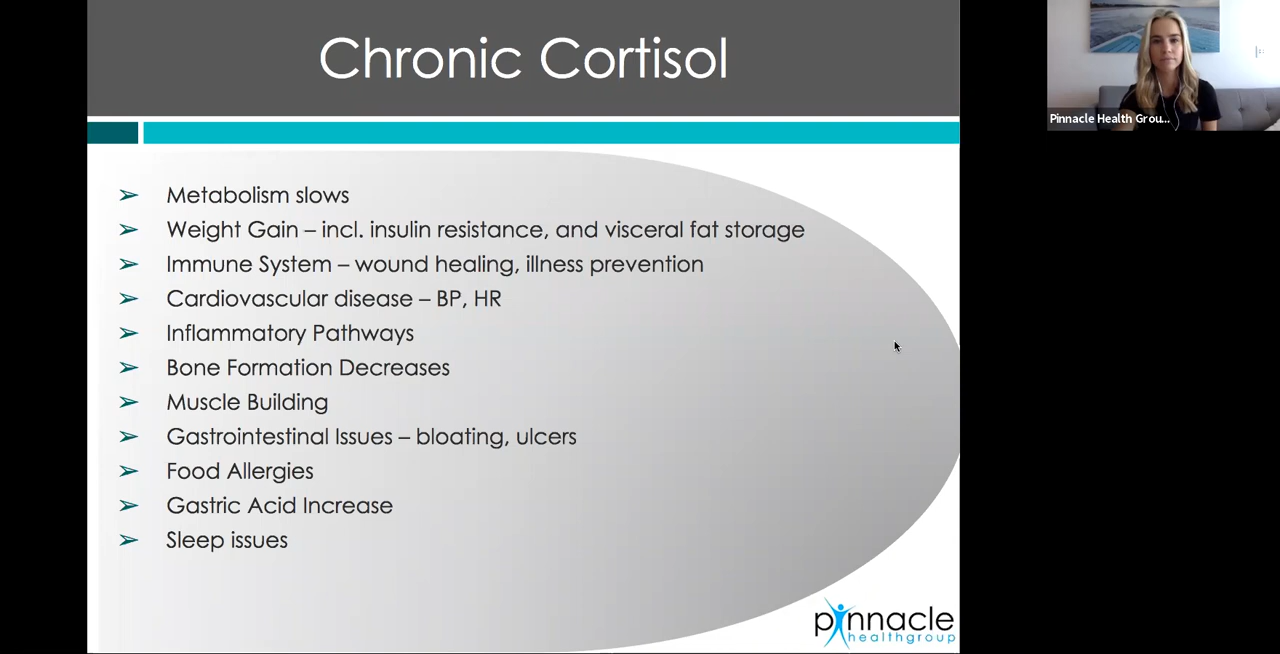 Chronic Cortisol
Metabolism slows
Weight Gain – incl. insulin resistance, and visceral fat storage
Immune System – wound healing, illness prevention
Cardiovascular disease – BP, HR
Inflammatory Pathways
Bone Formation Decreases
Muscle Building
Gastrointestinal Issues – bloating, ulcers
Food Allergies
Gastric Acid Increase
Sleep issues
pinnacle
healthgroup
Pinnacle Health Grou...